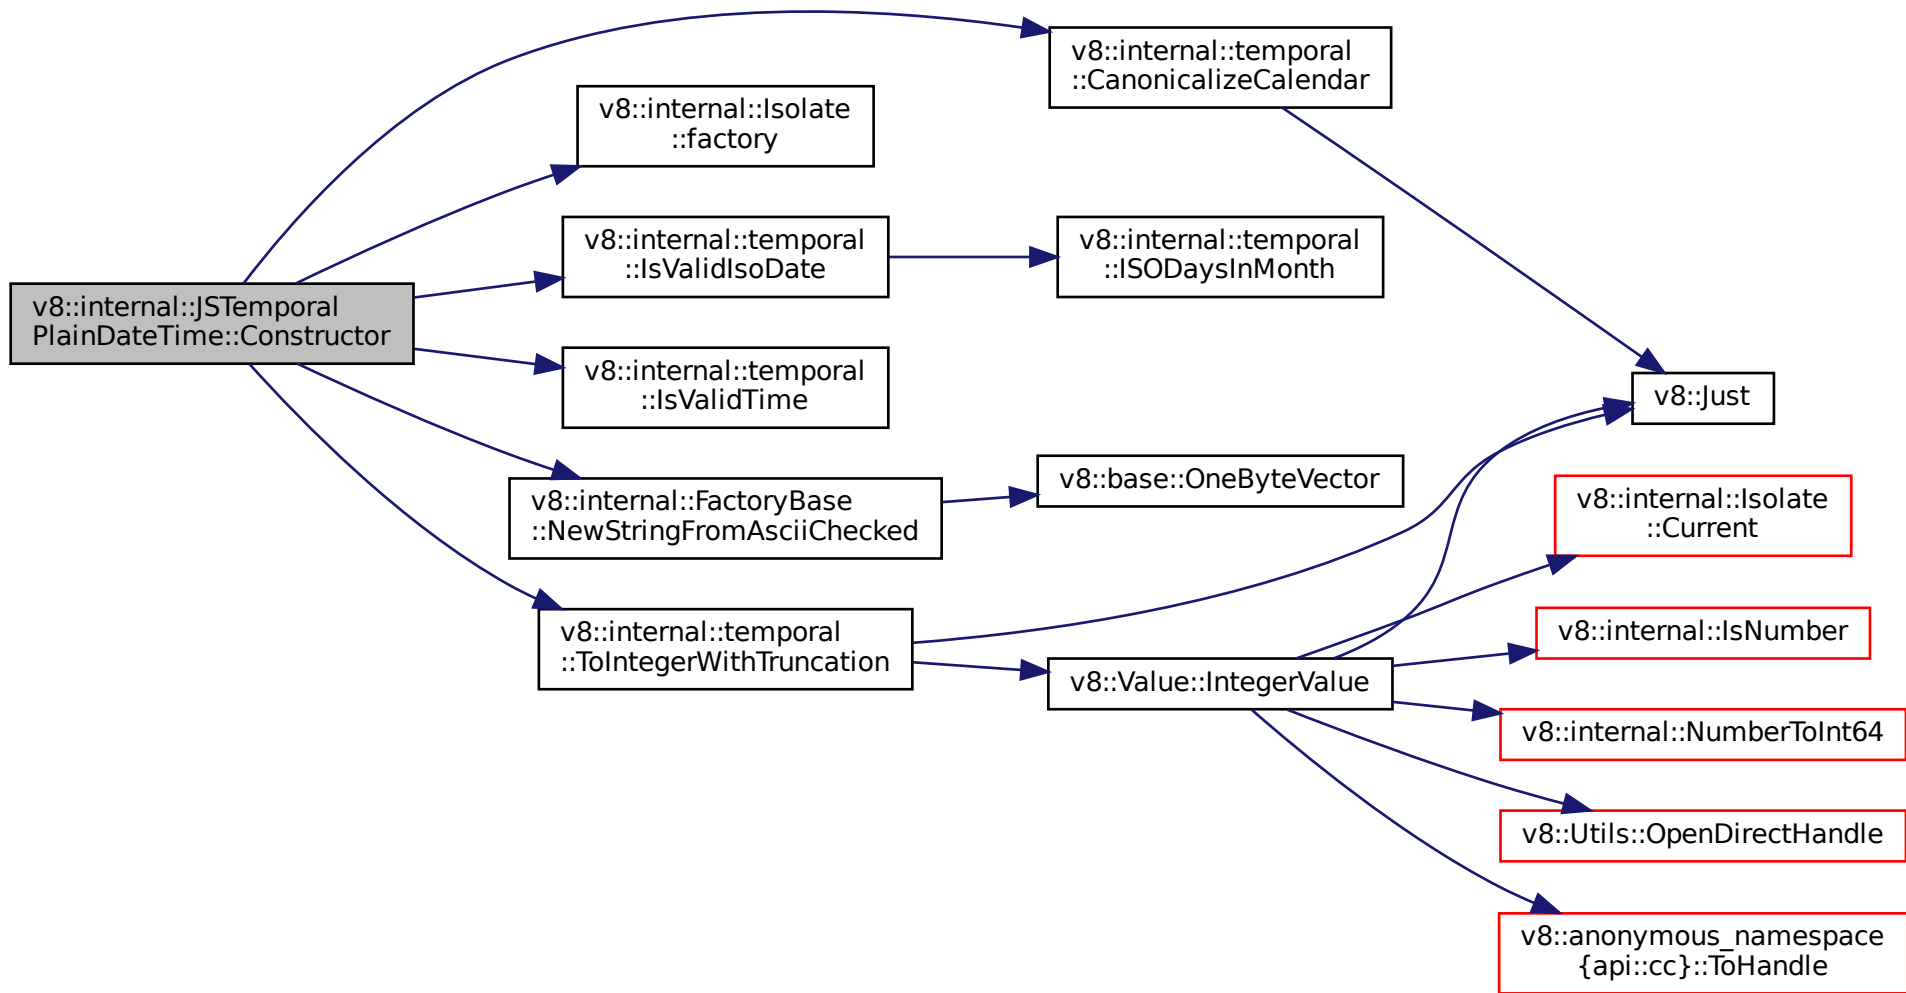 v8::internal::JSTemporal
PlainDateTime::Constructor
v8::internal::temporal
::CanonicalizeCalendar
v8::internal::Isolate
::factory
v8::internal::temporal
::IsValidIsoDate
v8::internal::temporal
::ISODaysInMonth
v8::internal::temporal
::IsValidTime
v8::internal::FactoryBase
::NewStringFromAsciiChecked
v8::base::OneByteVector
v8::internal::temporal
::ToIntegerWithTruncation
v8::Value::IntegerValue
v8::Just
v8::internal::Isolate
::Current
v8::internal::IsNumber
v8::internal::NumberToInt64
v8::Utils::OpenDirectHandle
v8::anonymous_namespace
{api::cc}::ToHandle